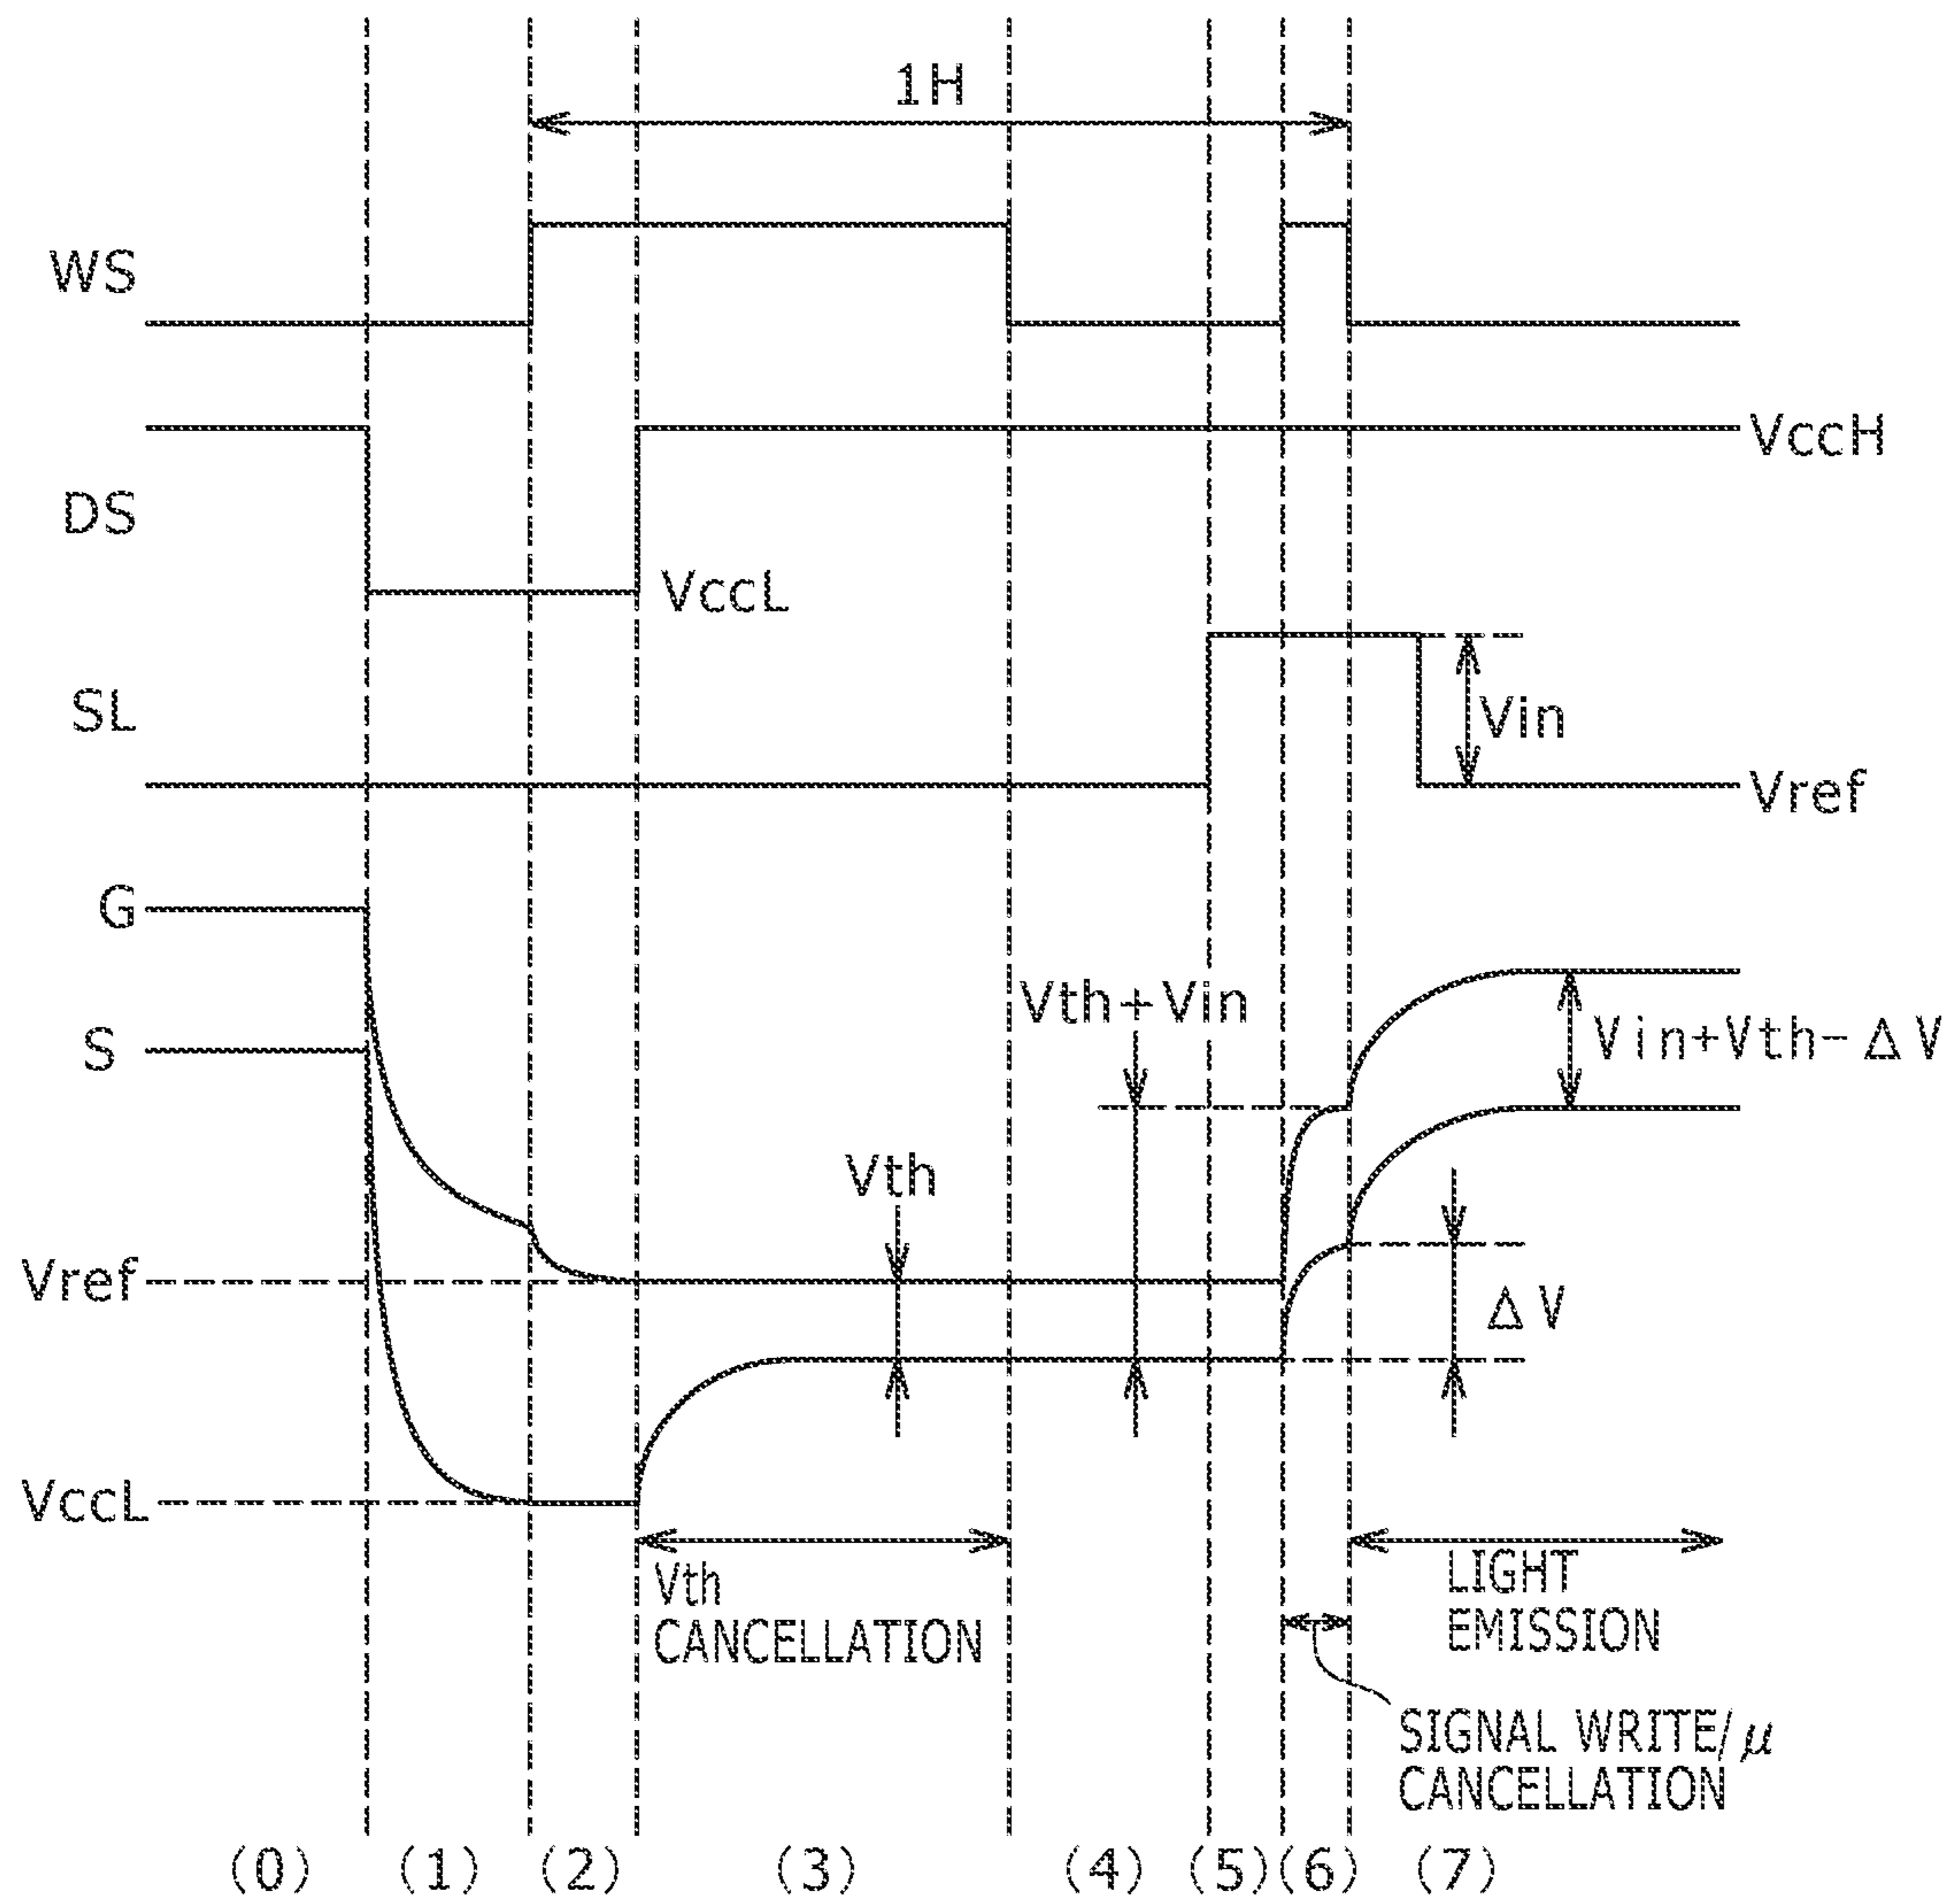 1H
WS
VccH
DS
VccL
SL
Vin
Vref
G
Vth+Vin
S
Vin+Vth-ΔV
Vth
Vref
ΔV
VccL
Vth
CANCELLATION
LIGHT
EMISSION
SIGNAL WRITE/μ
CANCELLATION
(0) (1) (2) (3) (4) (5) (6) (7)